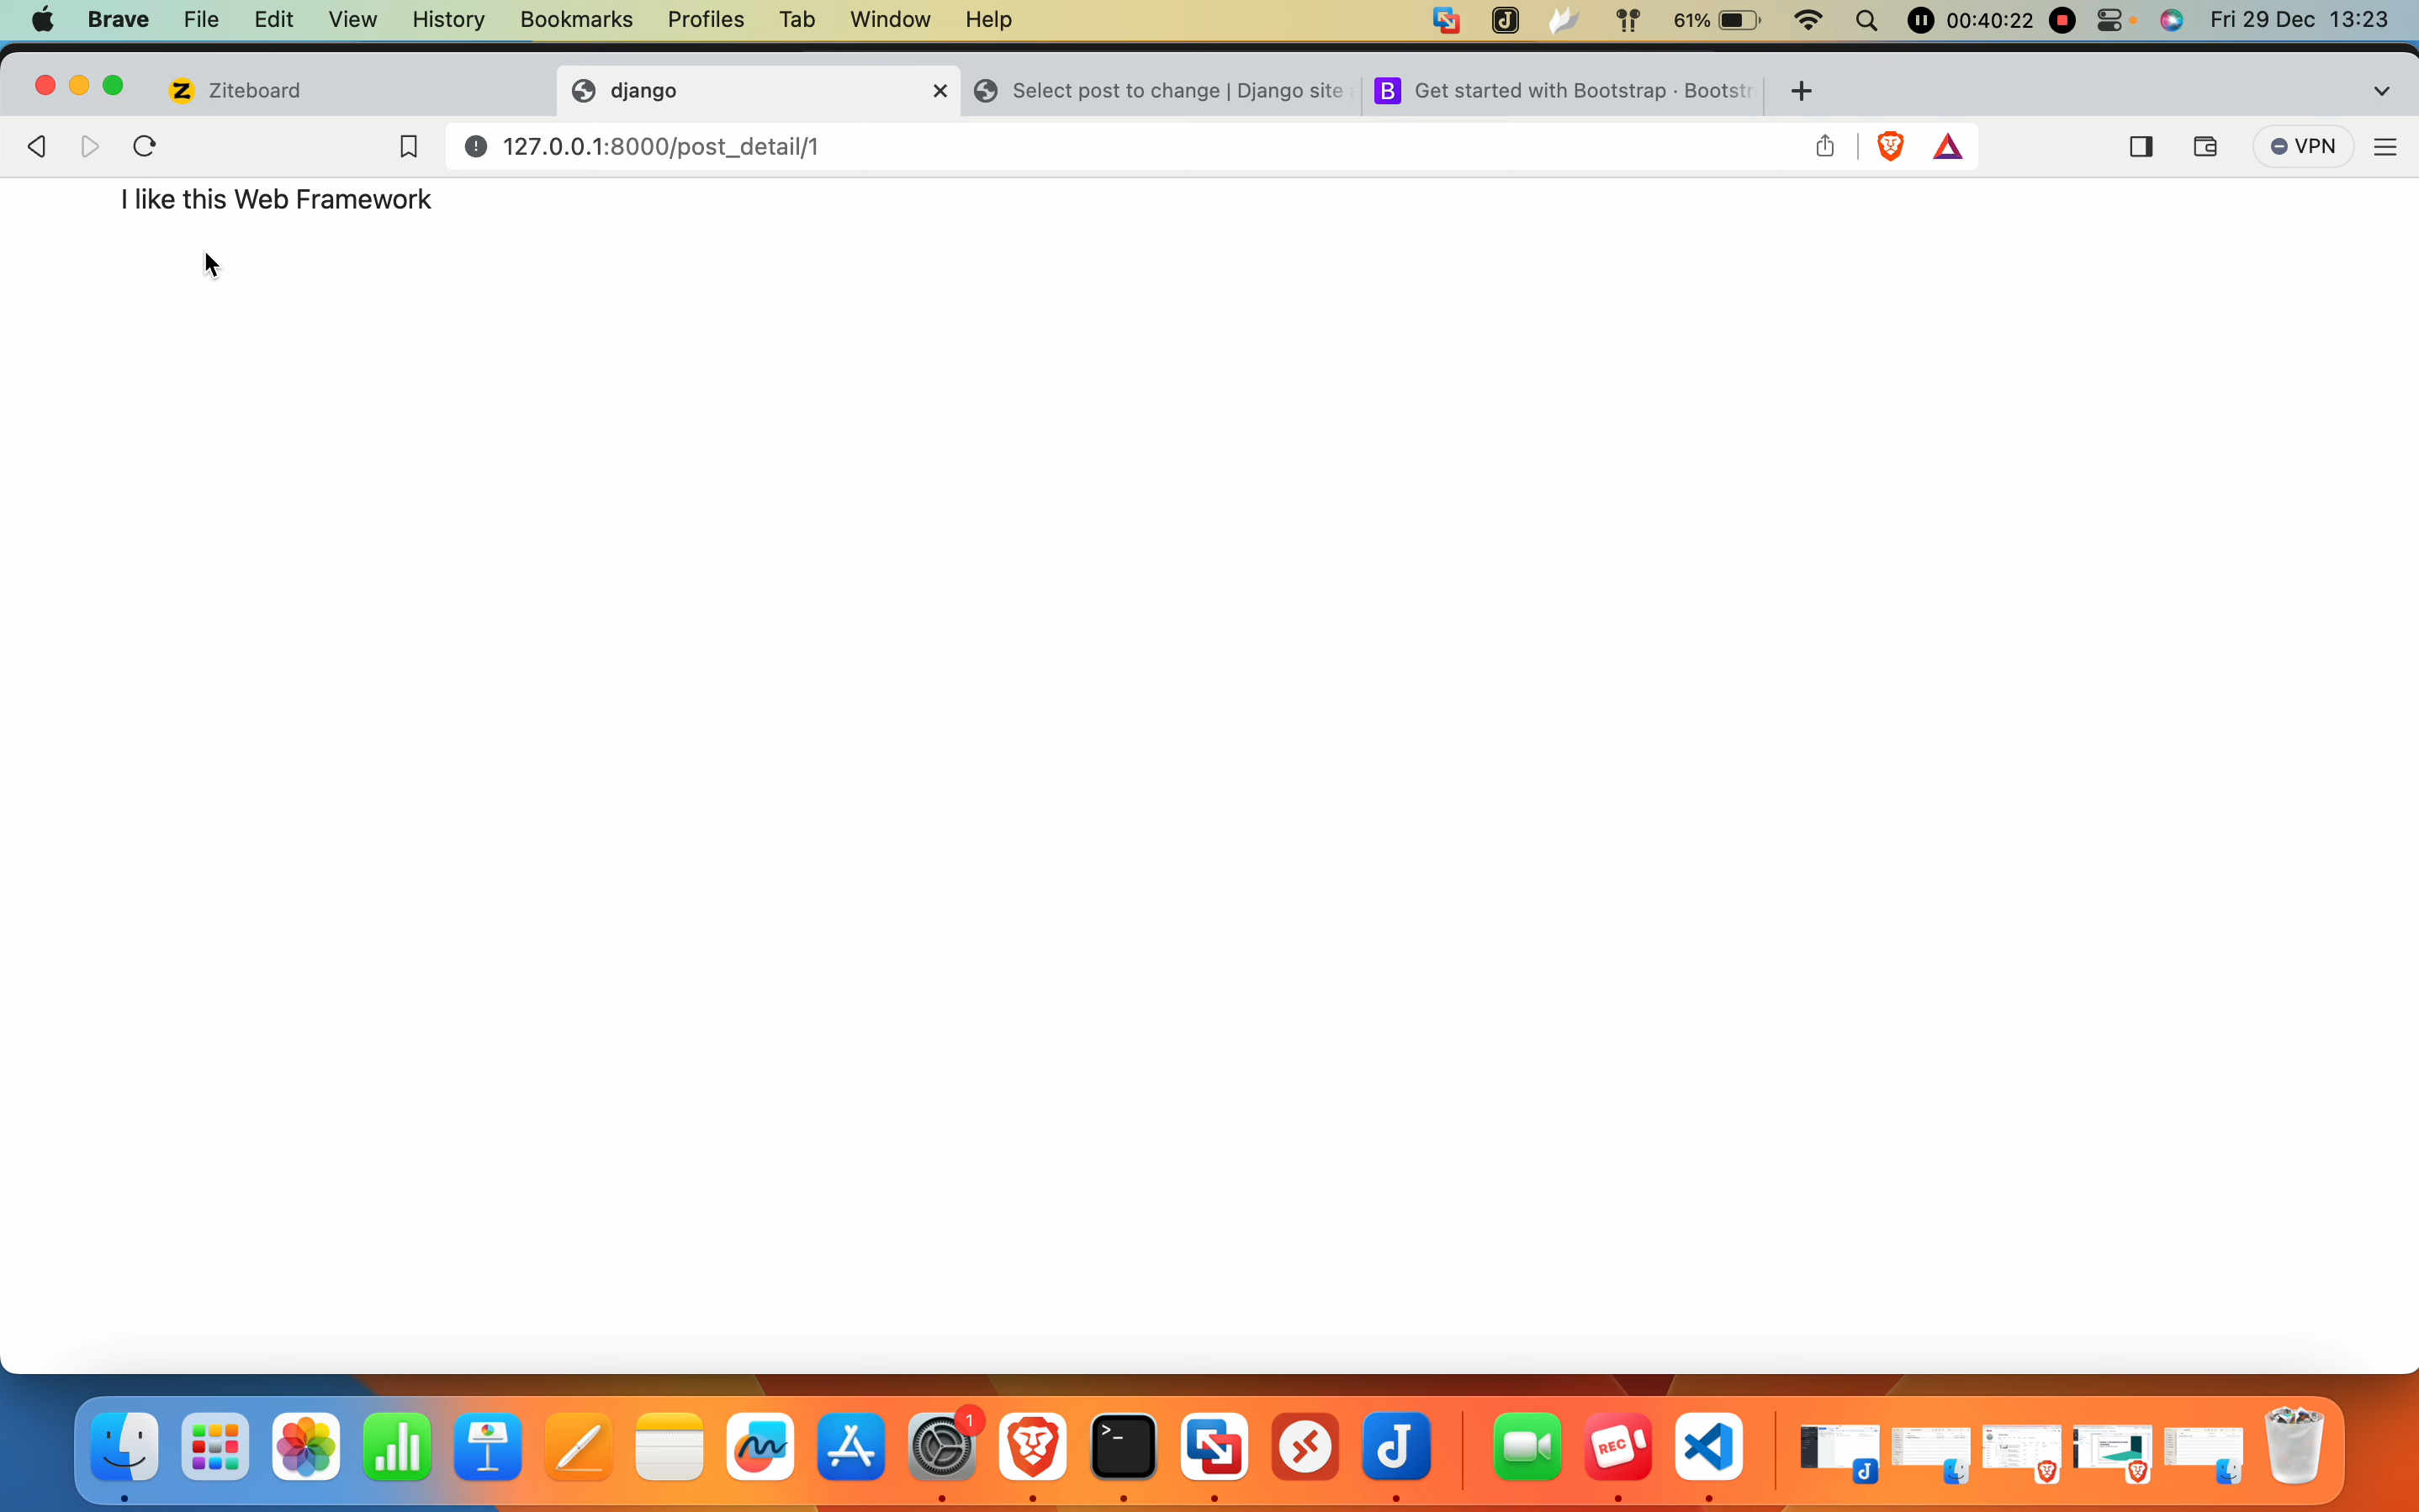 Brave File Edit View History Bookmarks Profiles Tab Window Help 61% 00:40:22 Fri 29 Dec 13:23
Ziteboard django Select post to change | Django site Get started with Bootstrap · Bootst
127.0.0.1:8000/post_detail/1 VPN
I like this Web Framework
1
REC